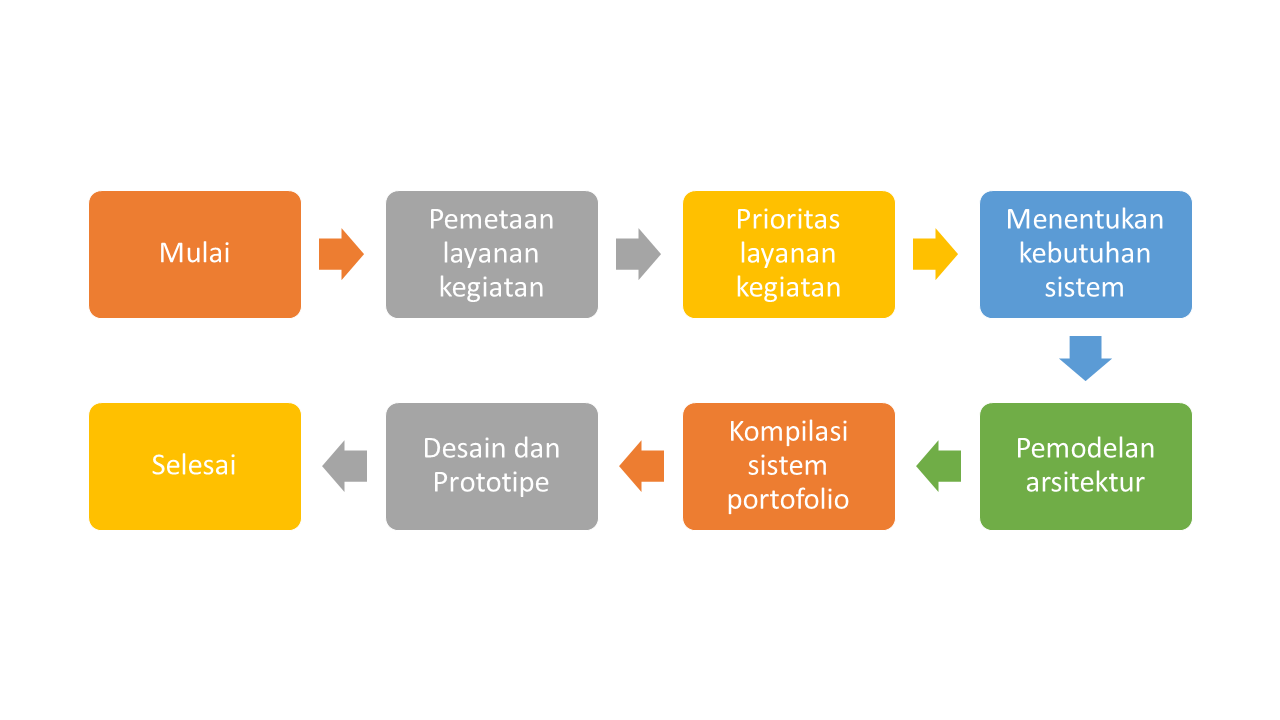 Mulai
Pemetaan
layanan
kegiatan
Prioritas
layanan
kegiatan
Menentukan
kebutuhan
sistem
Pemodelan
arsitektur
Kompilasi
sistem
portofolio
Desain dan
Prototipe
Selesai